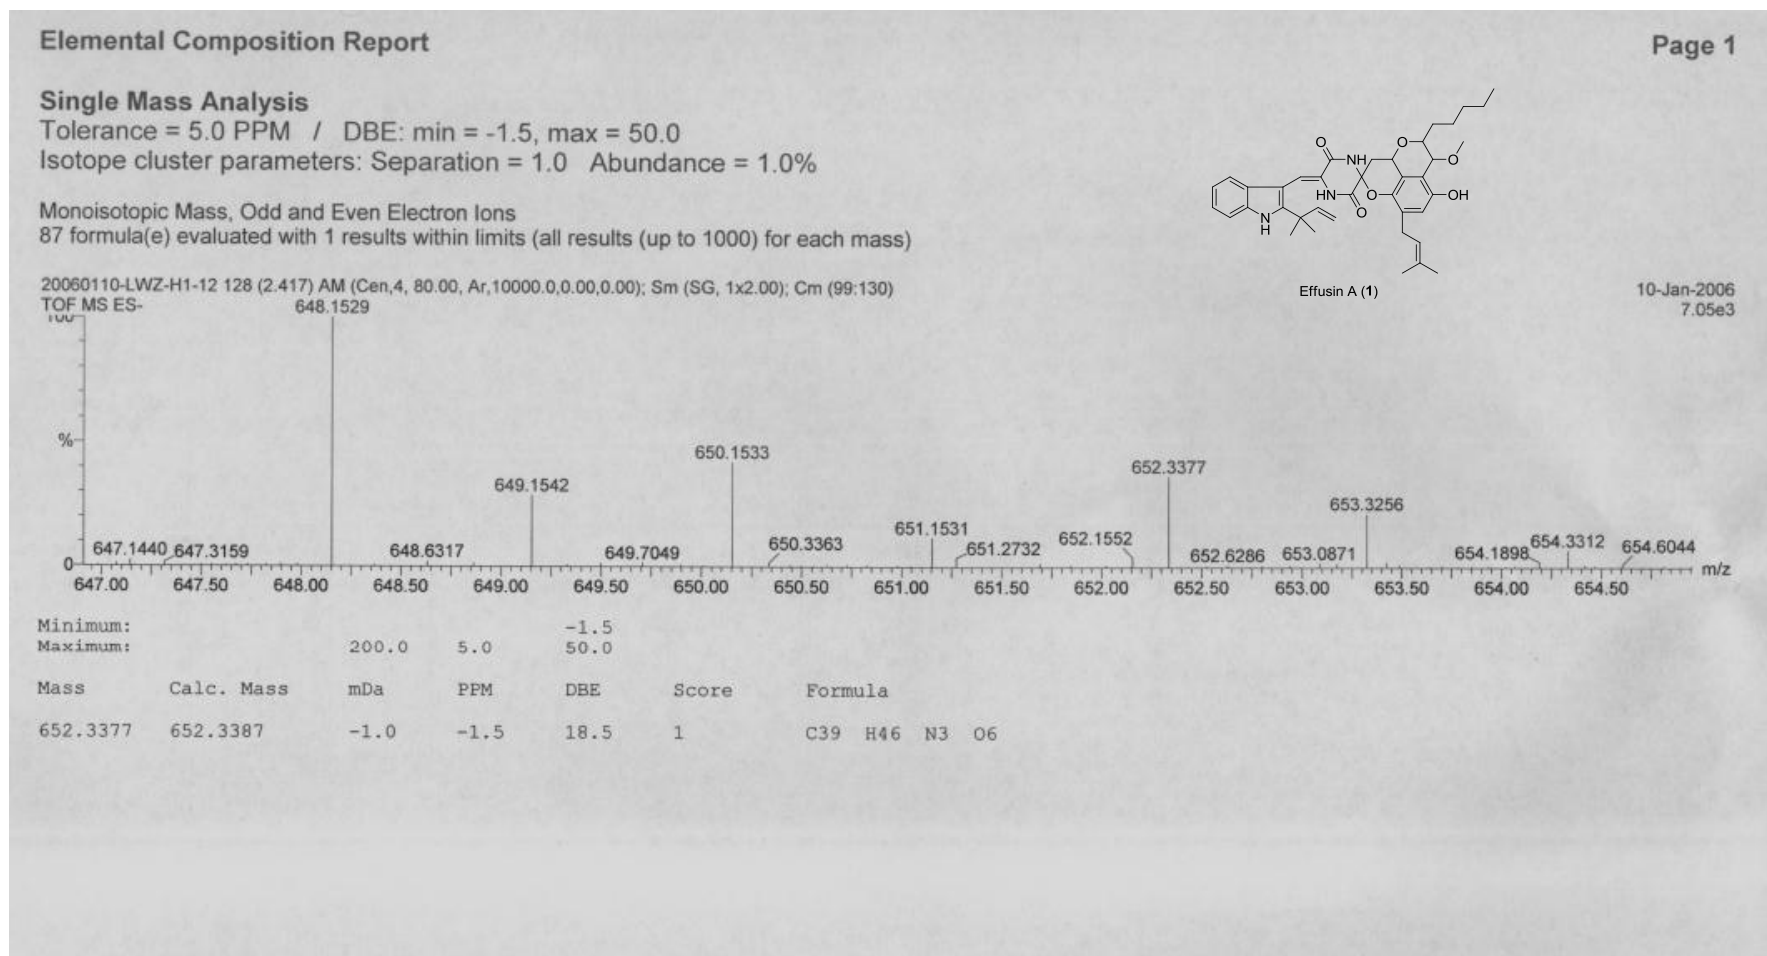 Elemental Composition Report
Page 1
Single Mass Analysis
Tolerance = 5.0 PPM / DBE: min = -1.5, max = 50.0
Isotope cluster parameters: Separation = 1.0 Abundance = 1.0%
Monoisotopic Mass, Odd and Even Electron Ions
87 formula(e) evaluated with 1 results within limits (all results (up to 1000) for each mass)
O
NH
O
O
HN
O
O
OH
N
H
Effusin A (1)
20060110-LWZ-H1-12 128 (2.417) AM (Cen,4, 80.00, Ar,10000.0,0.00,0.00); Sm (SG, 1x2.00); Cm (99:130)
10-Jan-2006
TOF MS ES-
7.05e3
100
648.1529
%
650.1533
652.3377
649.1542
653.3256
651.1531
647.1440 647.3159 648.6317 649.7049 650.3363 651.2732 652.1552 652.6286 653.0871 654.1898 654.3312 654.6044
0
m/z
647.00 647.50 648.00 648.50 649.00 649.50 650.00 650.50 651.00 651.50 652.00 652.50 653.00 653.50 654.00 654.50
Minimum: -1.5
Maximum: 200.0 5.0 50.0
Mass Calc. Mass mDa PPM DBE Score Formula
652.3377 652.3387 -1.0 -1.5 18.5 1 C39 H46 N3 O6